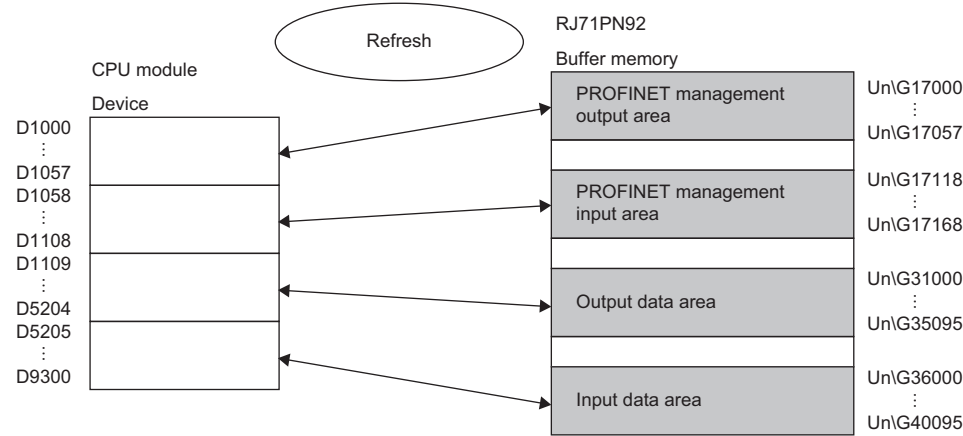 Refresh
RJ71PN92
CPU module
Buffer memory
Device
D1000
⋮
D1057
D1058
⋮
D1108
D1109
⋮
D5204
D5205
⋮
D9300
PROFINET management
output area
Un\G17000
⋮
Un\G17057
PROFINET management
input area
Un\G17118
⋮
Un\G17168
Output data area
Un\G31000
⋮
Un\G35095
Input data area
Un\G36000
⋮
Un\G40095